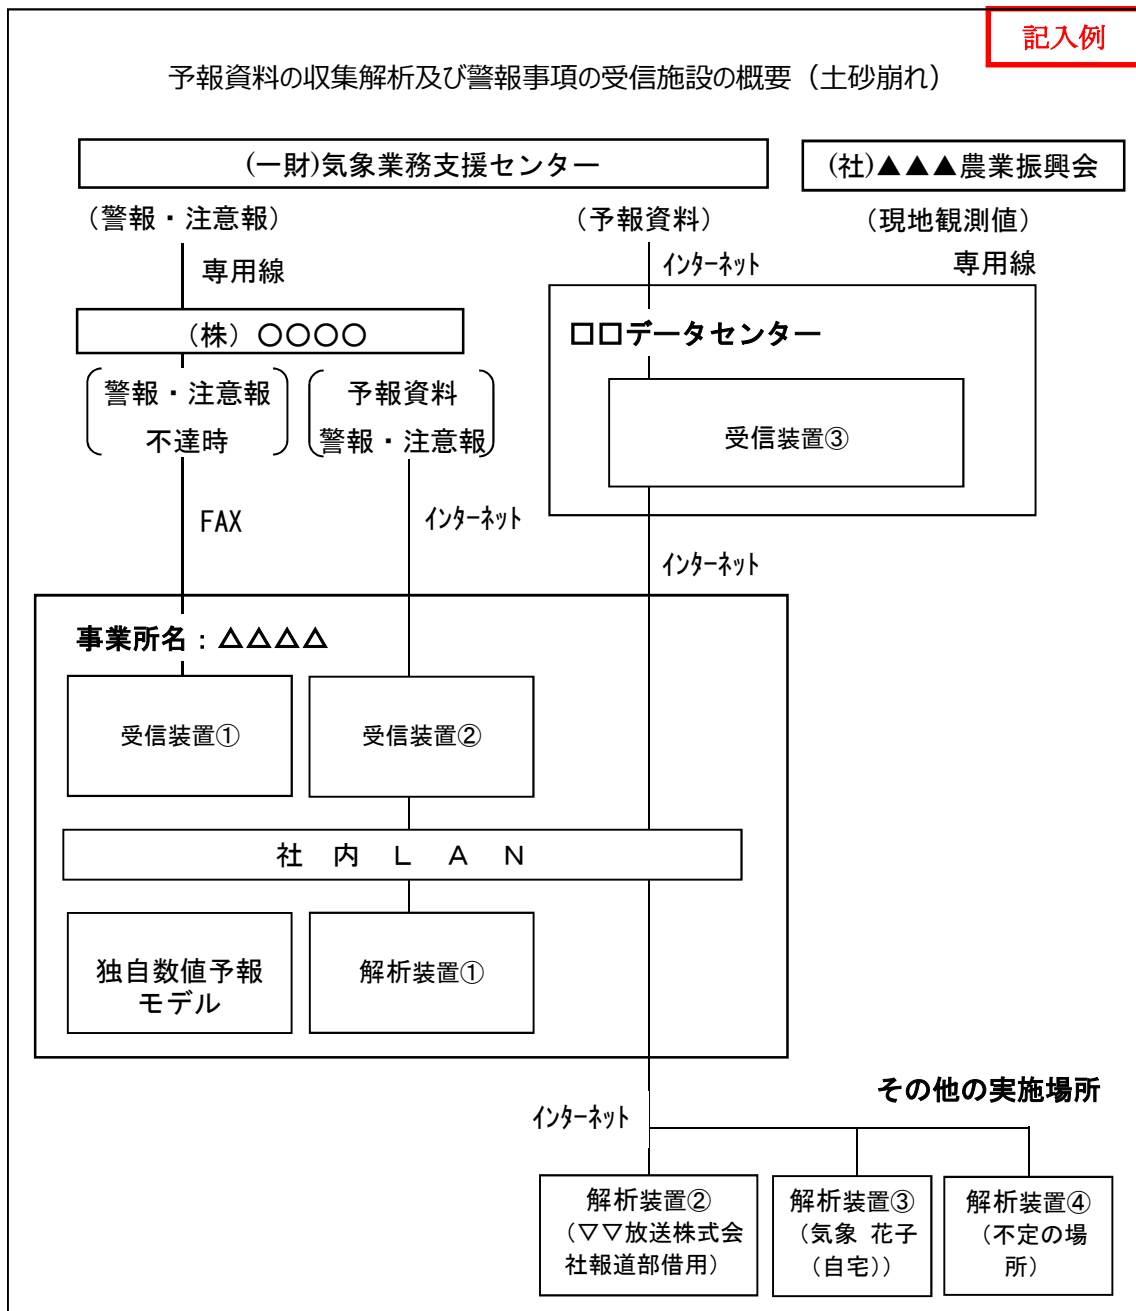 記入例
予報資料の収集解析及び警報事項の受信施設の概要（土砂崩れ）
(一財)気象業務支援センター
(社)▲▲▲農業振興会
（警報・注意報）
（予報資料）
（現地観測値）
専用線
インターネット
専用線
（株）〇〇〇〇
□□データセンター
警報・注意報
不達時
予報資料
警報・注意報
受信装置③
FAX
インターネット
インターネット
事業所名：△△△△
受信装置①
受信装置②
社内ＬＡＮ
独自数値予報
モデル
解析装置①
その他の実施場所
インターネット
解析装置②
（▽▽放送株式会
社報道部借用）
解析装置③
（気象 花子
（自宅））
解析装置④
（不定の場
所）